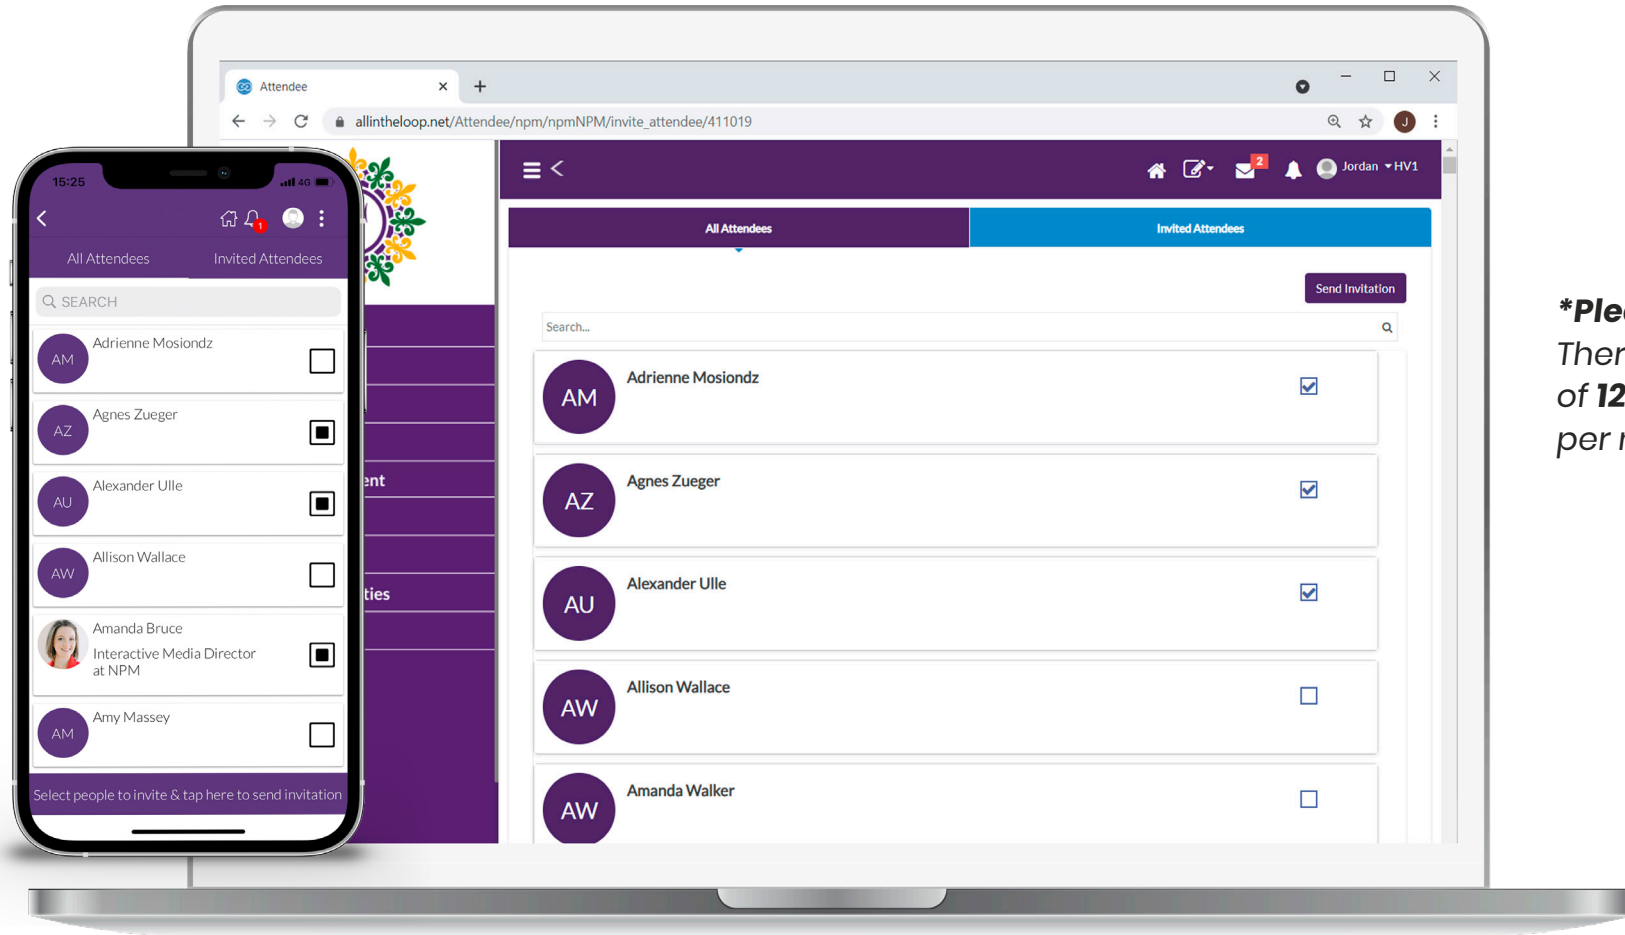 Attendee
allintheloop.net/Attendee/npm/npmNPM/invite_attendee/411019
J
2
Jordan
HV1
All Attendees
Invited Attendees
Send Invitation
Search...
AM
Adrienne Mosiondz
AZ
Agnes Zueger
AU
Alexander Ulle
AW
Allison Wallace
AW
Amanda Walker
ent
ties
15:25
4G
1
All Attendees
Invited Attendees
SEARCH
AM
Adrienne Mosiondz
AZ
Agnes Zueger
AU
Alexander Ulle
AW
Allison Wallace
Amanda Bruce
Interactive Media Director
at NPM
AM
Amy Massey
Select people to invite & tap here to send invitation
*Ple
Ther
of 12
per